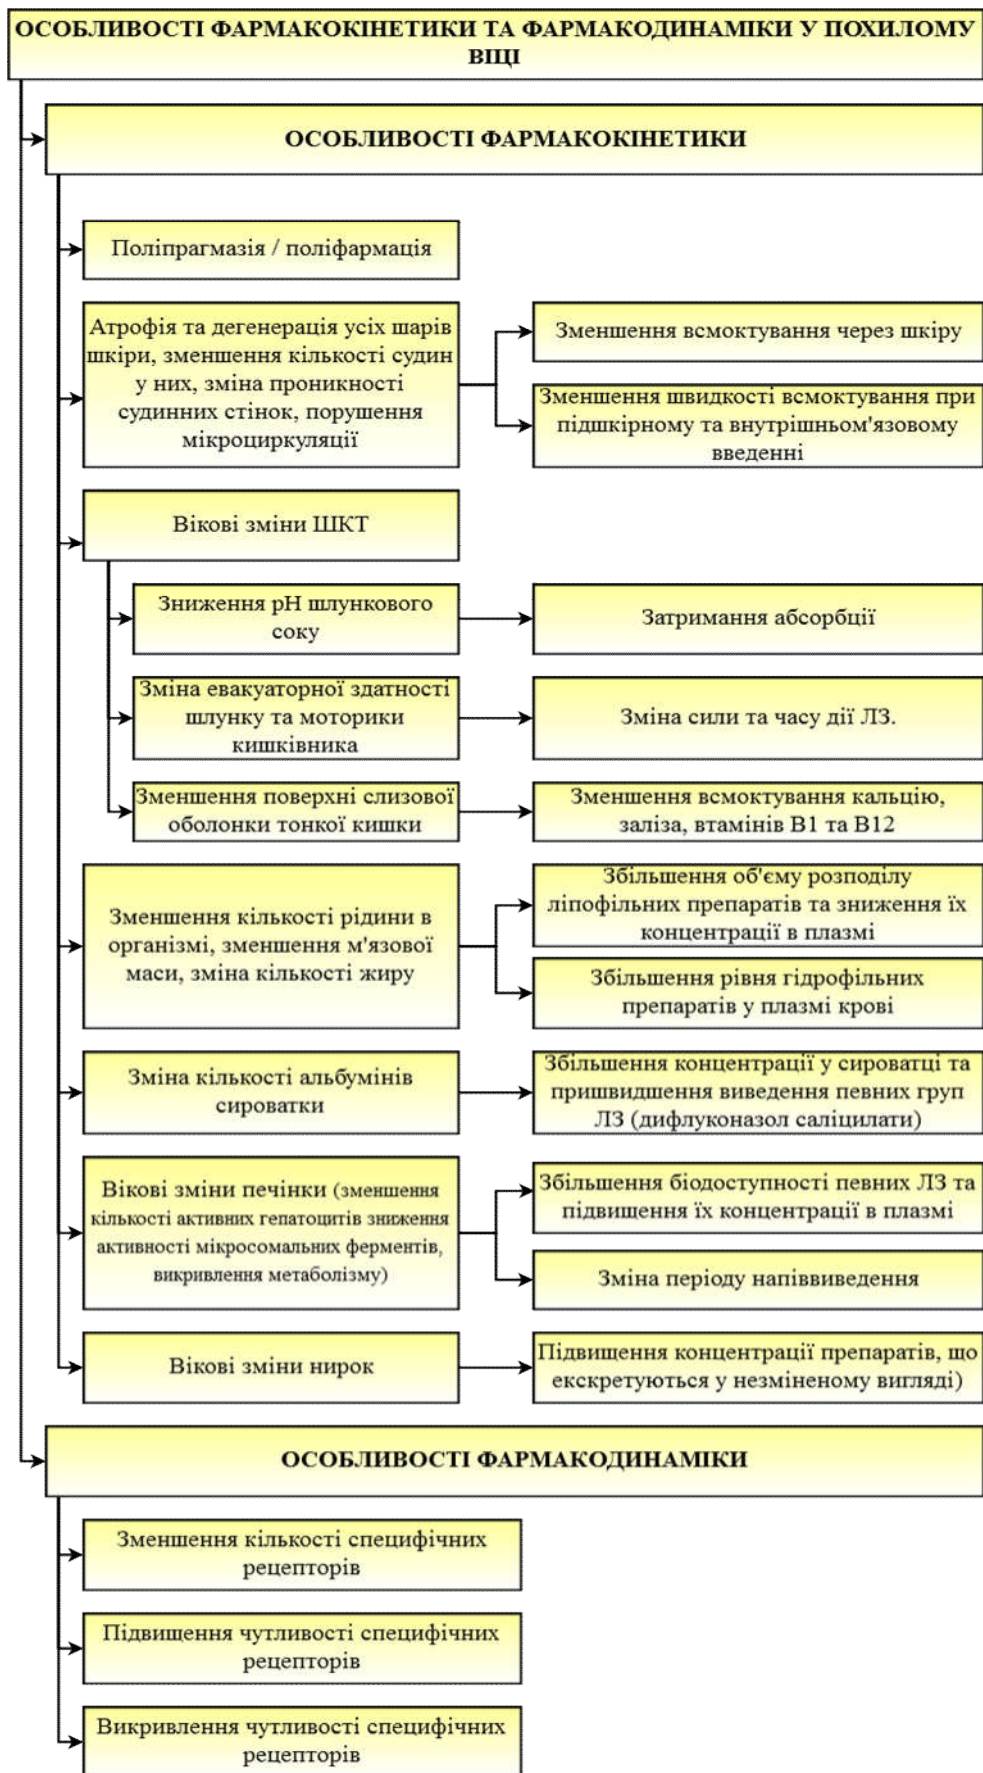 ОСОБЛИВОСТІ ФАРМАКОКІНЕТИКИ ТА ФАРМАКОДИНАМІКИ У ПОХИЛОМУ
ВІЦІ
ОСОБЛИВОСТІ ФАРМАКОКІНЕТИКИ
Поліпрагмазія / поліфармація
Атрофія та дегенерація усіх шарів
шкіри, зменшення кількості судин
у них, зміна проникності
судинних стінок, порушення
мікроциркуляції
Зменшення всмоктування через шкіру
Зменшення швидкості всмоктування при
підшкірному та внутрішньом'язовому
введенні
Вікові зміни ШКТ
Зниження pH шлункового
соку
Затримання абсорбції
Зміна евакуаторної здатності
шлунку та моторики
кишківника
Зміна сили та часу дії ЛЗ.
Зменшення поверхні слизової
оболонки тонкої кишки
Зменшення всмоктування кальцію,
заліза, втамінів В1 та В12
Зменшення кількості рідини в
організмі, зменшення м'язової
маси, зміна кількості жиру
Збільшення об'єму розподілу
ліпофільних препаратів та зниження їх
концентрації в плазмі
Збільшення рівня гідрофільних
препаратів у плазмі крові
Зміна кількості альбумінів
сироватки
Збільшення концентрації у сироватці та
пришвидшення виведення певних груп
ЛЗ (дифлуконазол саліцилати)
Вікові зміни печінки (зменшення
кількості активних гепатоцитів зниження
активності мікросомальних ферментів,
викривлення метаболізму)
Збільшення біодоступності певних ЛЗ та
підвищення їх концентрації в плазмі
Зміна періоду напіввиведення
Вікові зміни нирок
Підвищення концентрації препаратів, що
екскретуються у незміненому вигляді)
ОСОБЛИВОСТІ ФАРМАКОДИНАМІКИ
Зменшення кількості специфічних
рецепторів
Підвищення чутливості специфічних
рецепторів
Викривлення чутливості специфічних
рецепторів